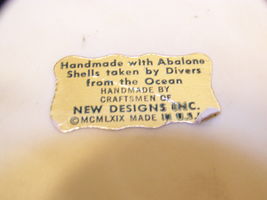 Handmade with Abalone
Shells taken by Divers
from the Ocean
HANDMADE BY
CRAFTSMEN OF
NEW DESIGNS INC.
©MCMLXIX MADE IN U.S.A